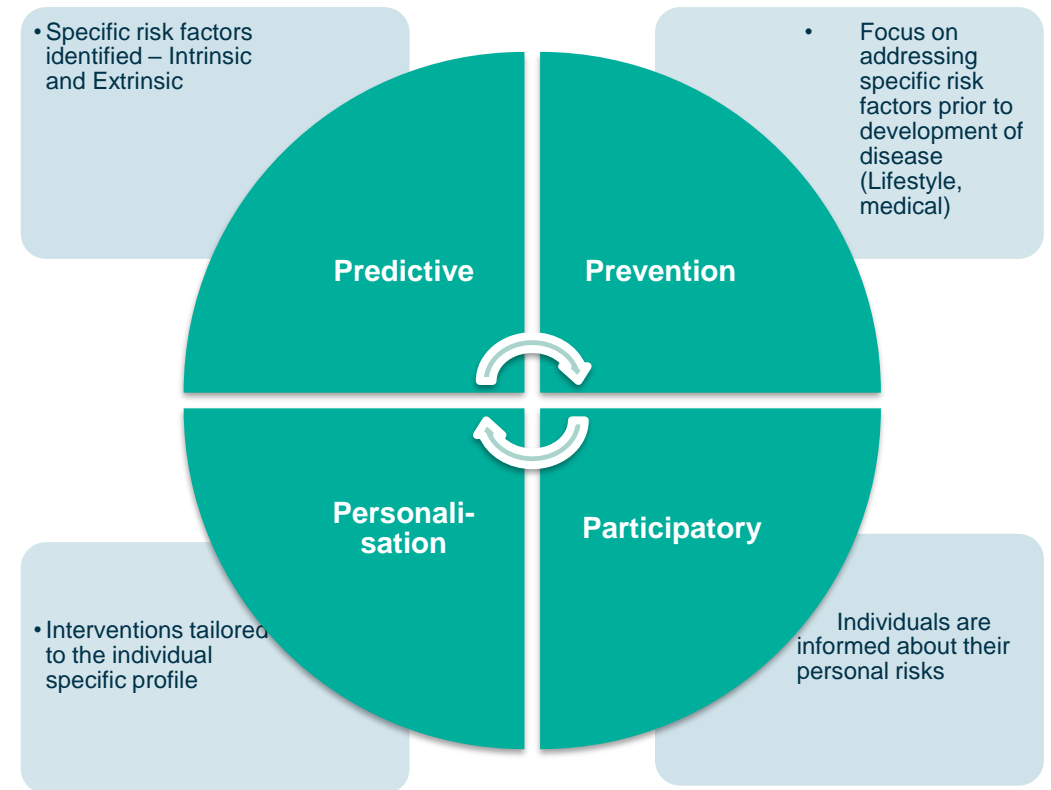 • Specific risk factors
identified – Intrinsic
and Extrinsic
• Focus on
addressing
specific risk
factors prior to
development of
disease
(Lifestyle,
medical)
Predictive
Prevention
Personali-
sation
Participatory
• Interventions tailored
to the individual
specific profile
Individuals are
informed about their
personal risks